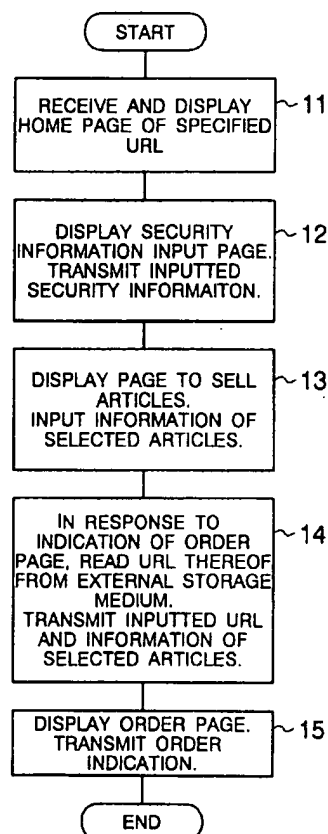 START
RECEIVE AND DISPLAY
HOME PAGE OF SPECIFIED
URL
11
DISPLAY SECURITY
INFORMATION INPUT PAGE.
TRANSMIT INPUTTED
SECURITY INFORMAITON.
12
DISPLAY PAGE TO SELL
ARTICLES.
INPUT INFORMATION OF
SELECTED ARTICLES.
13
IN RESPONSE TO
INDICATION OF ORDER
PAGE, READ URL THEREOF
FROM EXTERNAL STORAGE
MEDIUM.
TRANSMIT INPUTTED URL
AND INFORMATION OF
SELECTED ARTICLES.
14
DISPLAY ORDER PAGE.
TRANSMIT ORDER
INDICATION.
15
END